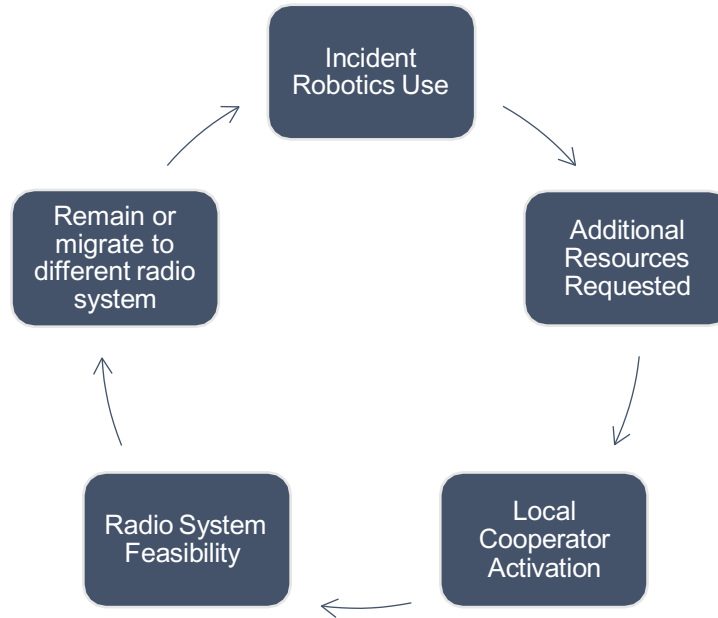 Incident
Robotics Use
Additional
Resources
Requested
Local
Cooperator
Activation
Radio System
Feasibility
Remain or
migrate to
different radio
system